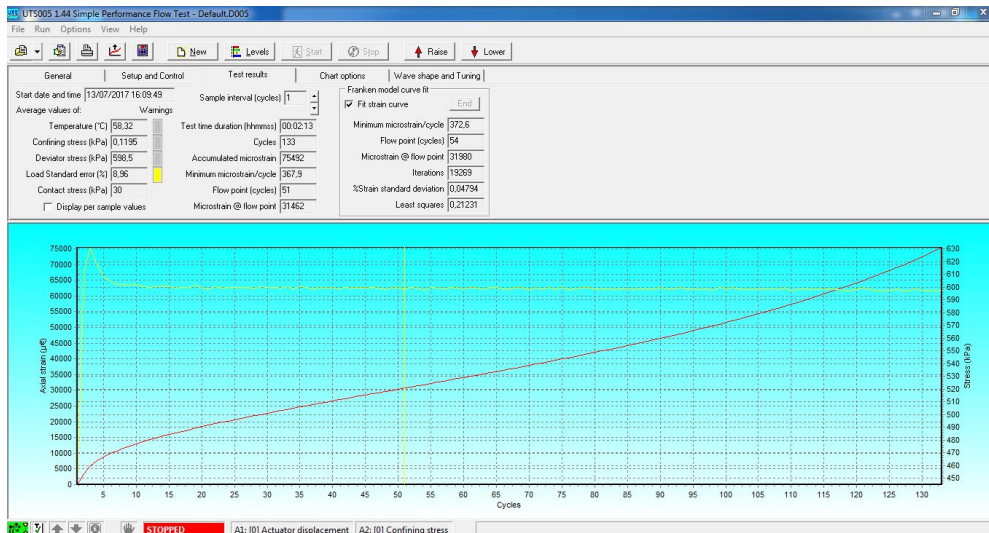 UTS005 1.44 Simple Performance Flow Test - Default.D005
File Run Options View Help
New Levels Start Stop Raise Lower
General Setup and Control Test results Chart options Wave shape and Tuning
Start date and time 13/07/2017 16:09:49
Average values of: Warnings
Temperature (°C) 58,32
Confining stress (kPa) 0,1195
Deviator stress (kPa) 598,5
Load Standard error (%) 8,96
Contact stress (kPa) 30
Display per sample values
Sample interval (cycles) 1
Test time duration (hhmmss) 00:02:13
Cycles 133
Accumulated microstrain 75492
Minimum microstrain/cycle 367,9
Flow point (cycles) 51
Microstrain @ flow point 31462
Franken model curve fit
Fit strain curve End
Minimum microstrain/cycle 372,6
Flow point (cycles) 54
Microstrain @ flow point 31980
Iterations 19269
%Strain standard deviation 0,04794
Least squares 0,21231
75000
70000
65000
60000
55000
50000
45000
40000
35000
30000
25000
20000
15000
10000
5000
0
Axial strain (µε)
630
620
610
600
590
580
570
560
550
540
530
520
510
500
490
480
470
460
450
Stress (kPa)
5 10 15 20 25 30 35 40 45 50 55 60 65 70 75 80 85 90 95 100 105 110 115 120 125 130
Cycles
STOPPED A1: [0] Actuator displacement A2: [0] Confining stress